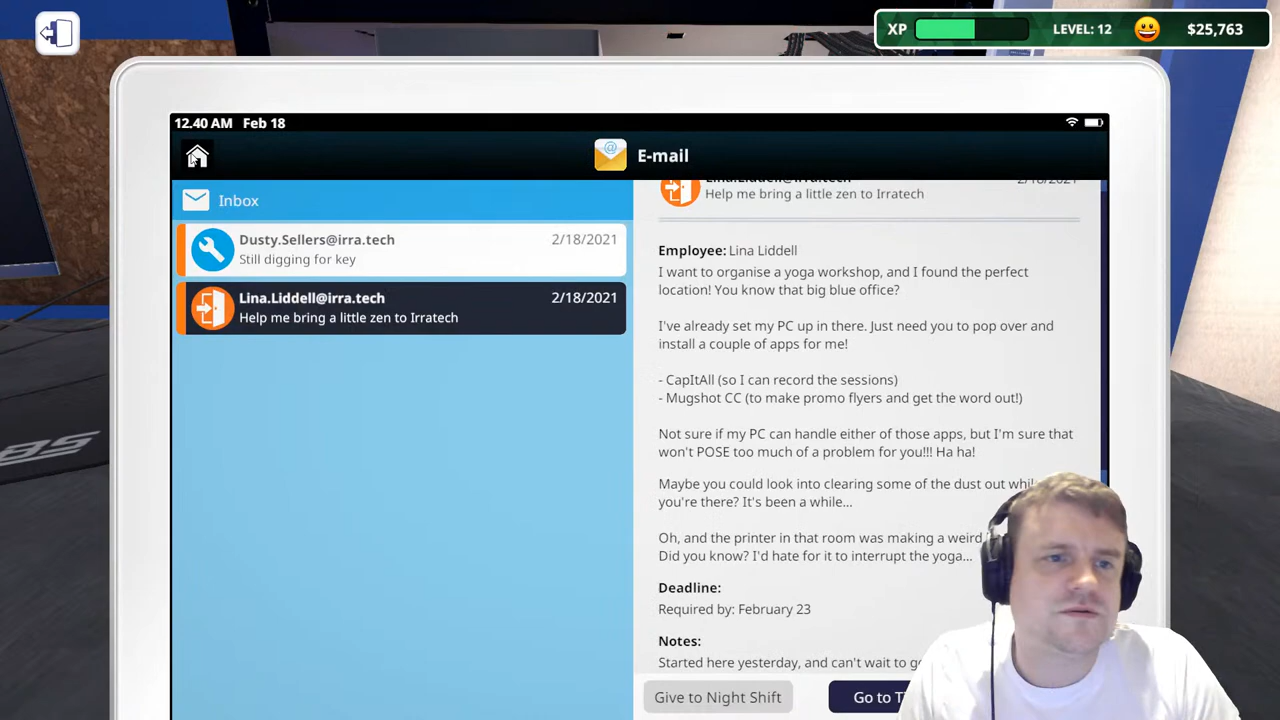 XP
LEVEL: 12
$25,763
12.40 AM Feb 18
E-mail
Inbox
Dusty.Sellers@irra.tech 2/18/2021
Still digging for key
Lina.Liddell@irra.tech 2/18/2021
Help me bring a little zen to Irratech
Lina.Liddell@irra.tech 2/18/2021
Help me bring a little zen to Irratech
Employee: Lina Liddell
I want to organise a yoga workshop, and I found the perfect
location! You know that big blue office?
I've already set my PC up in there. Just need you to pop over and
install a couple of apps for me!
- CapItAll (so I can record the sessions)
- Mugshot CC (to make promo flyers and get the word out!)
Not sure if my PC can handle either of those apps, but I'm sure that
won't POSE too much of a problem for you!!! Ha ha!
Maybe you could look into clearing some of the dust out
you're there? It's been a while...
Oh, and the printer in that room was making a weird
Did you know? I'd hate for it to interrupt the yoga...
Deadline:
Required by: February 23
Notes:
Started here yesterday, and can't wait to
Give to Night Shift
Go to